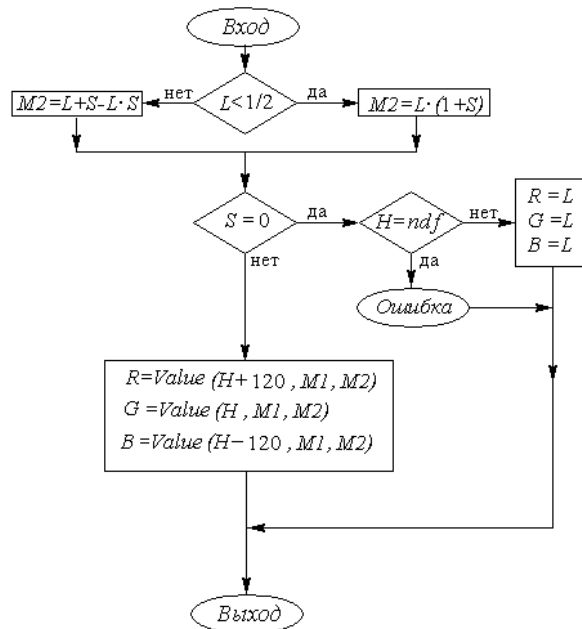 Вход
нет
L<1/2
да
M2=L+S-L·S
M2=L·(1+S)
S=0
да
H=ndf
нет
R=L
G=L
B=L
нет
да
Ошибка
R=Value (H+120, M1, M2)
G=Value (H, M1, M2)
B=Value (H-120, M1, M2)
Выход